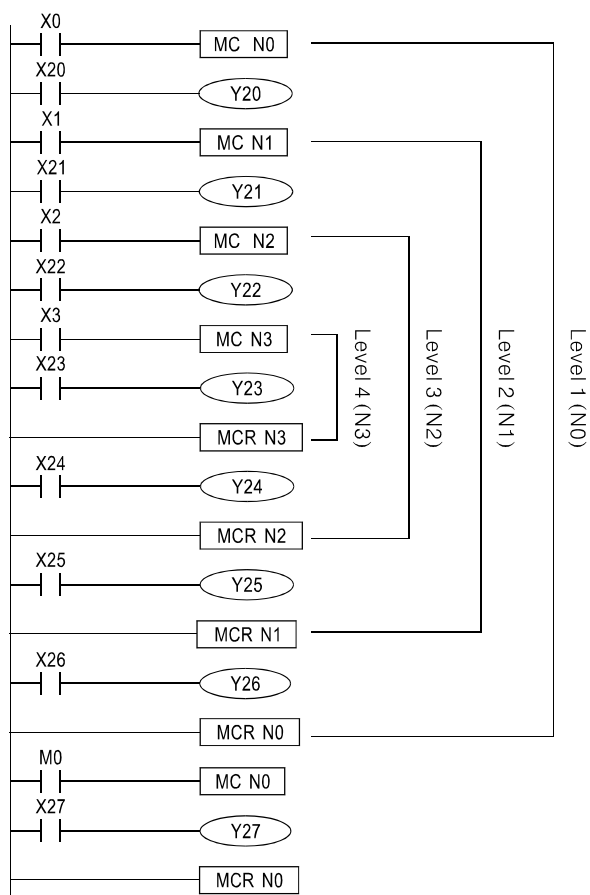 X0
MC N0
X20
Y20
X1
MC N1
X21
Y21
X2
MC N2
X22
Y22
X3
MC N3
X23
Y23
MCR N3
X24
Y24
MCR N2
X25
Y25
MCR N1
X26
Y26
MCR N0
M0
MC N0
X27
Y27
MCR N0
Level 4 (N3)
Level 3 (N2)
Level 2 (N1)
Level 1 (N0)